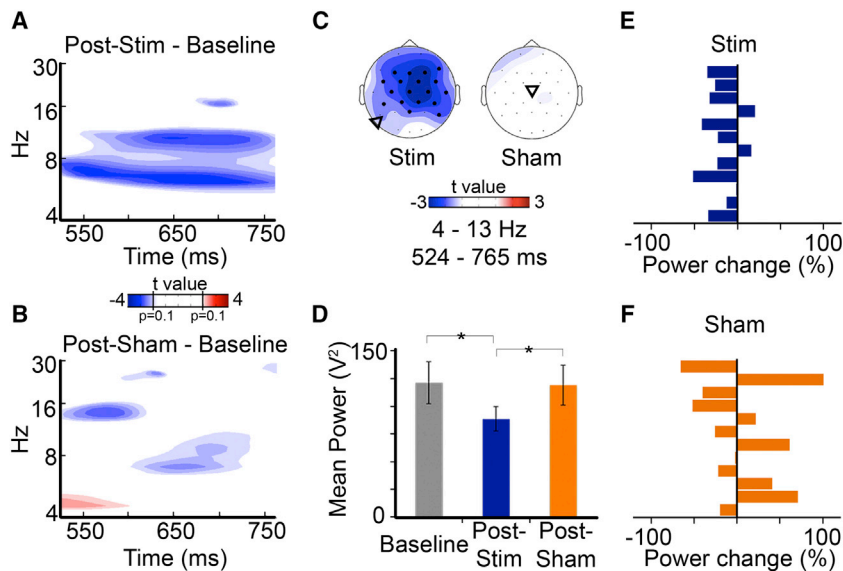 A
Post-Stim - Baseline
30
16
8
4
Hz
550
650
750
Time (ms)
t value
-4
4
p=0.1
p=0.1
B
Post-Sham - Baseline
30
16
8
4
Hz
550
650
750
Time (ms)
C
Stim
Sham
t value
-3
3
4 - 13 Hz
524 - 765 ms
D
150
0
Mean Power (V²)
*
*
Baseline
Post-
Stim
Post-
Sham
E
Stim
-100
100
Power change (%)
F
Sham
-100
100
Power change (%)